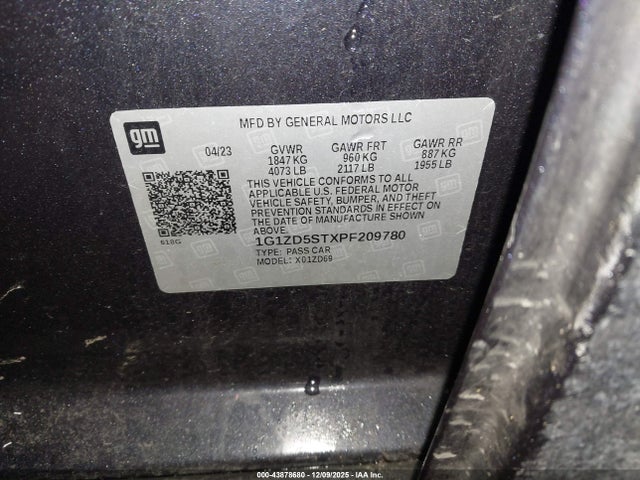 gm
MFD BY GENERAL MOTORS LLC
04/23 GVWR GAWR FRT GAWR RR
1847 KG 960 KG 887 KG
4073 LB 2117 LB 1955 LB
THIS VEHICLE CONFORMS TO ALL
APPLICABLE U.S. FEDERAL MOTOR
VEHICLE SAFETY, BUMPER, AND THEFT
PREVENTION STANDARDS IN EFFECT ON
THE DATE OF MANUFACTURE SHOWN
ABOVE.
618G
1G1ZD5STXPF209780
TYPE: PASS CAR
MODEL: X01ZD69
000-43878680 - 12/09/2025 - IAAI.COM